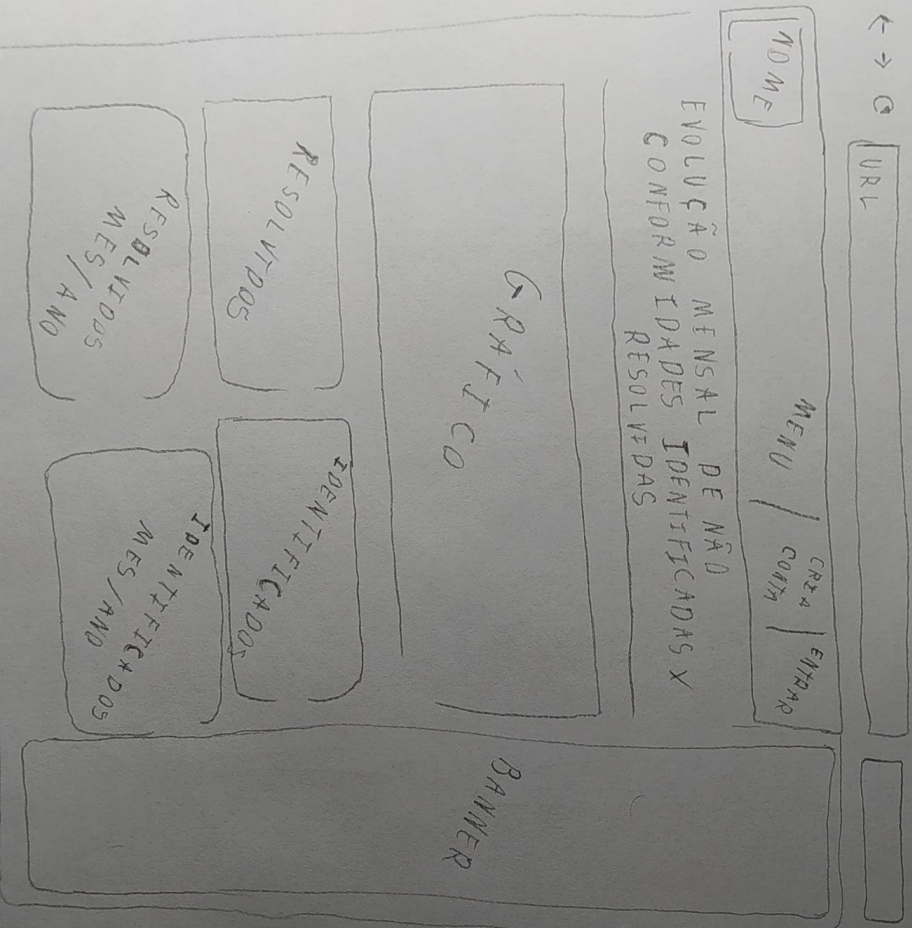 URL
NOME
MENU
CRIA
CONTA
ENTRAR
EVOLUÇÃO MENSAL DE NÃO
CONFORMIDADES IDENTIFICADAS X
RESOLVIDAS
GRÁFICO
BANNER
RESOLVIDOS
IDENTIFICADOS
RESOLVIDOS
MES/ANO
IDENTIFICADOS
MES/ANO